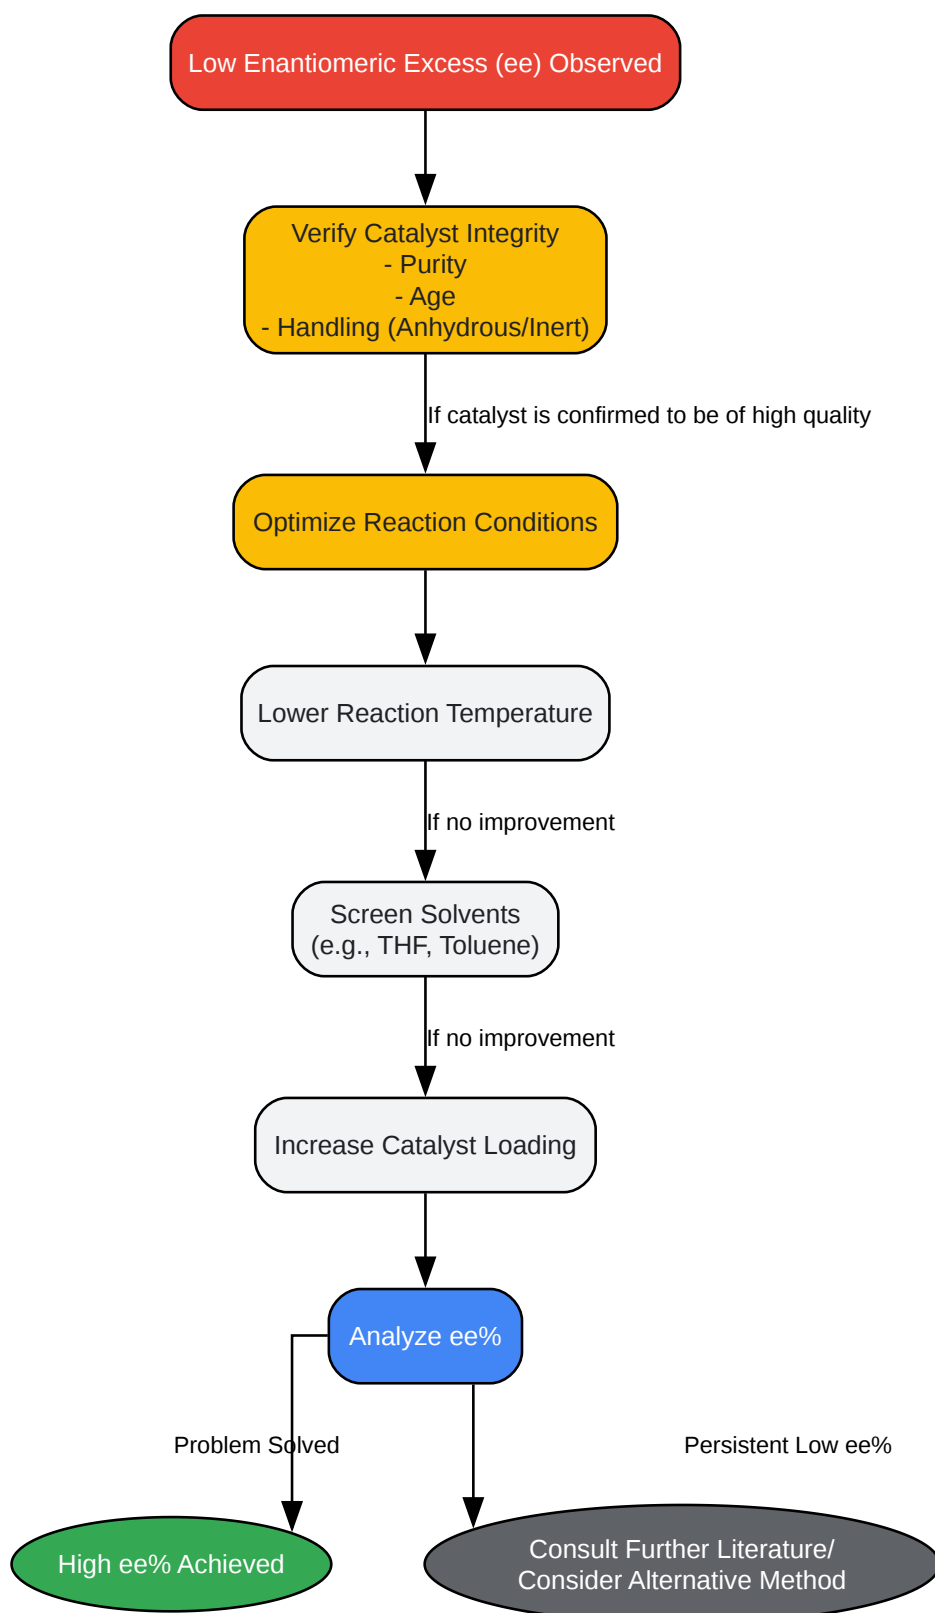 Low Enantiomeric Excess (ee) Observed
Verify Catalyst Integrity
- Purity
- Age
- Handling (Anhydrous/Inert)
If catalyst is confirmed to be of high quality
Optimize Reaction Conditions
Lower Reaction Temperature
If no improvement
Screen Solvents
(e.g., THF, Toluene)
If no improvement
Increase Catalyst Loading
Analyze ee%
Problem Solved
Persistent Low ee%
High ee% Achieved
Consult Further Literature/
Consider Alternative Method